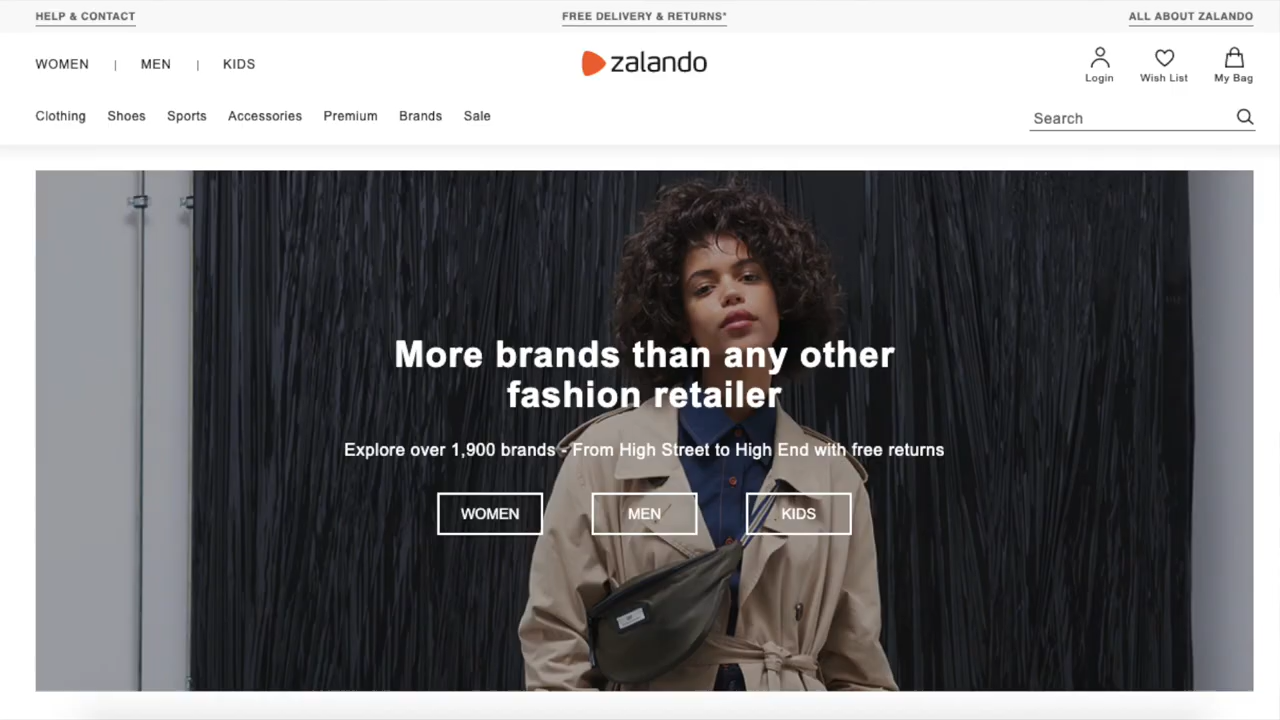 HELP & CONTACT
FREE DELIVERY & RETURNS*
ALL ABOUT ZALANDO
WOMEN | MEN | KIDS
zalando
Login
Wish List
My Bag
Clothing Shoes Sports Accessories Premium Brands Sale
Search
More brands than any other
fashion retailer
Explore over 1,900 brands - From High Street to High End with free returns
WOMEN
MEN
KIDS